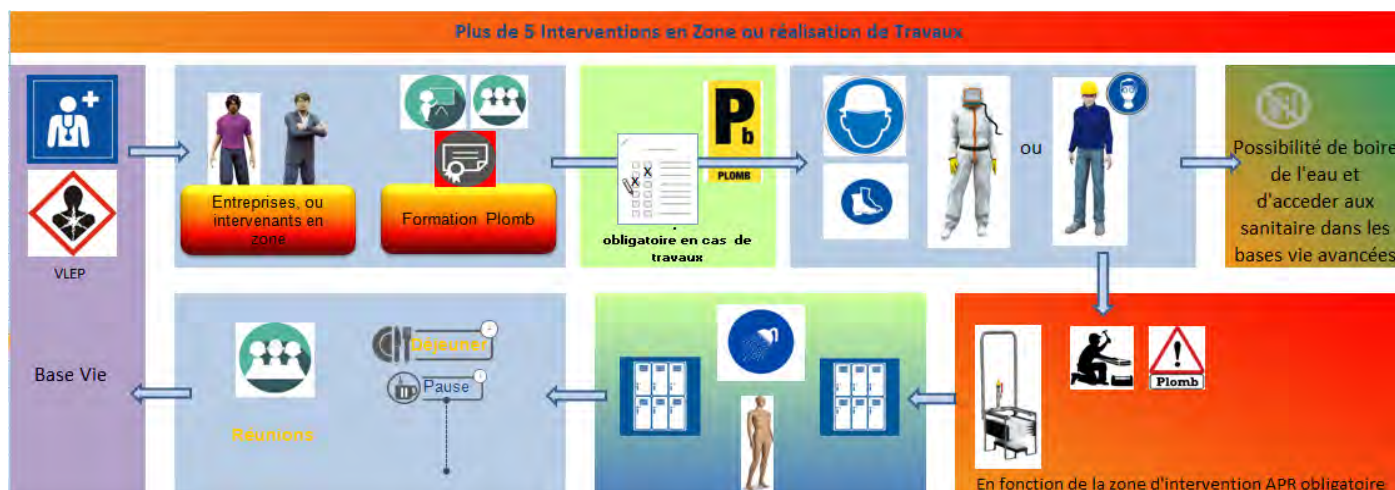 Plus de 5 Interventions en Zone ou réalisation de Travaux
VLEP
Entreprises, ou
intervenants en
zone
Formation Plomb
Pb
PLOMB
obligatoire en cas de
travaux
ou
Possibilité de boire
de l'eau et
d'acceder aux
sanitaire dans les
bases vie avancées
Base Vie
Réunions
Déjeuner
Pause
Plomb
En fonction de la zone d'intervention APR obligatoire